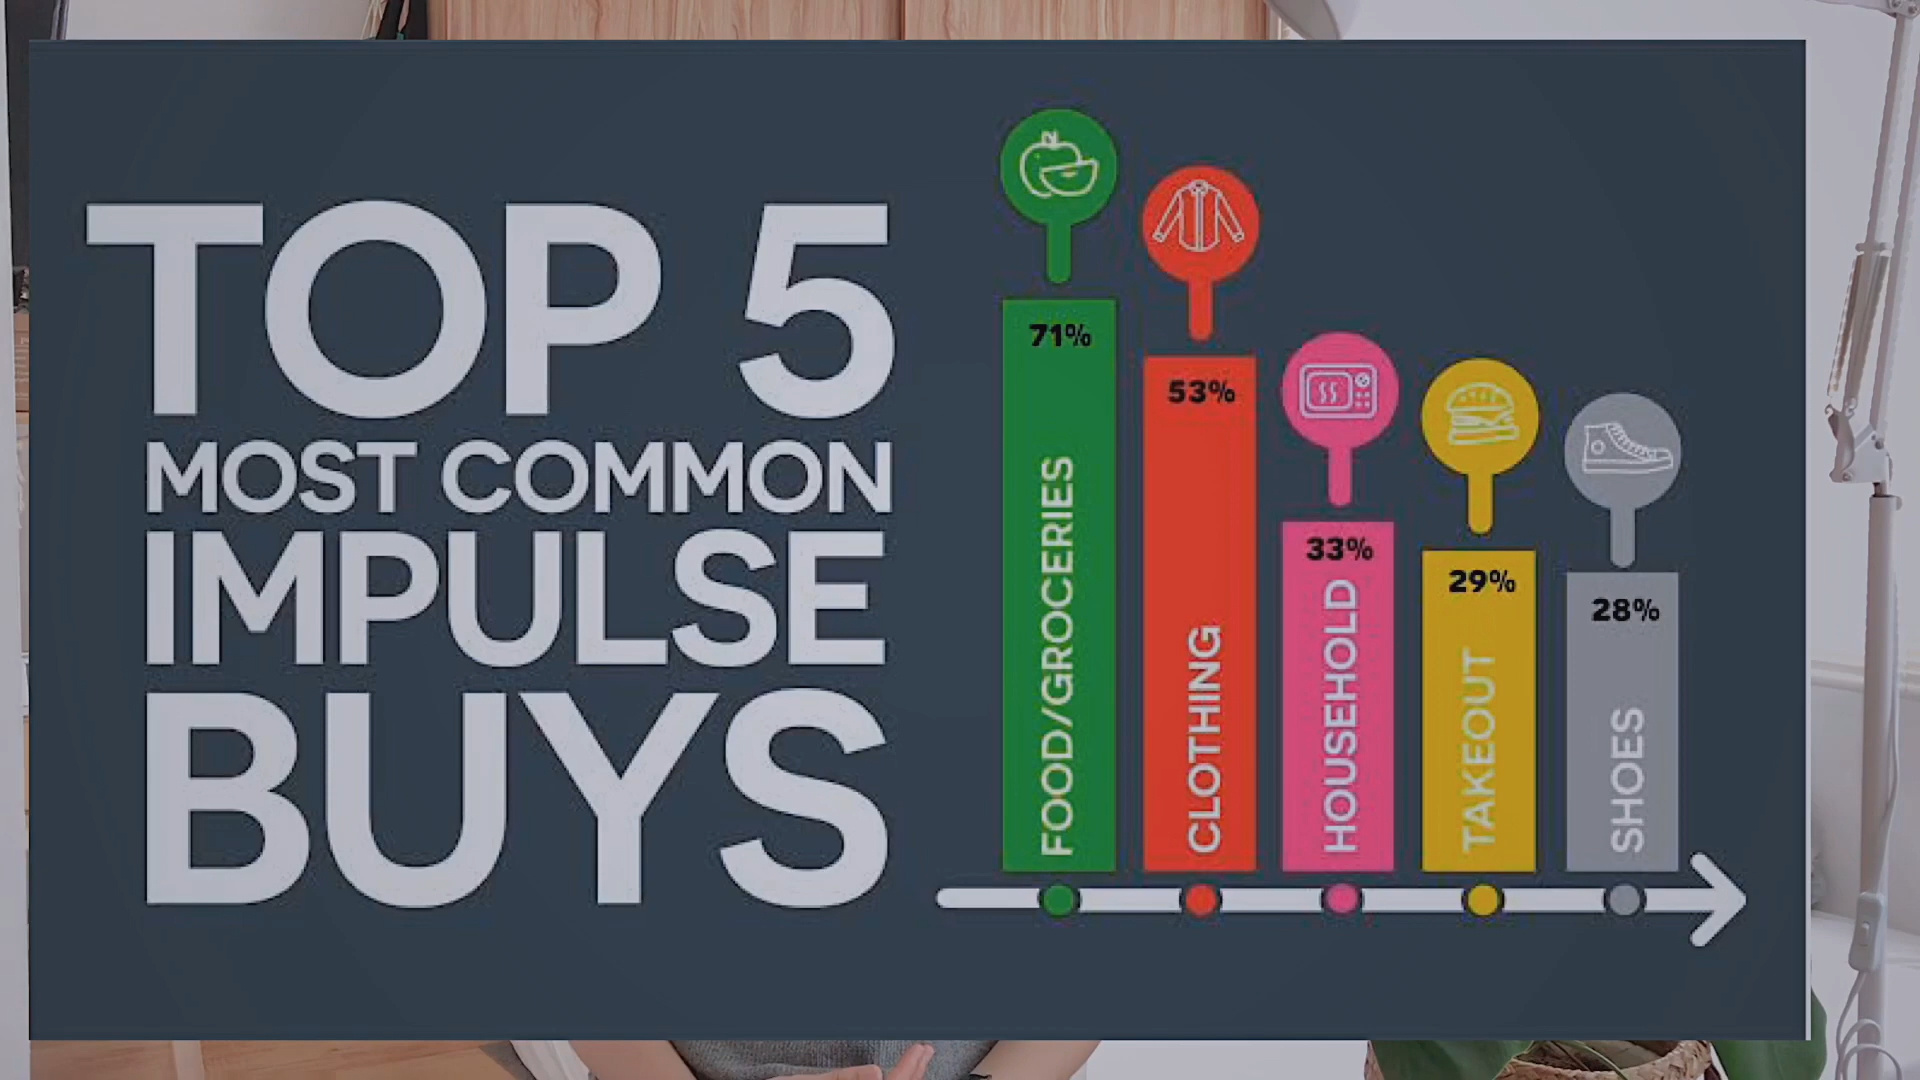 TOP 5
MOST COMMON
IMPULSE
BUYS
71%
FOOD/GROCERIES
53%
CLOTHING
33%
HOUSEHOLD
29%
TAKEOUT
28%
SHOES